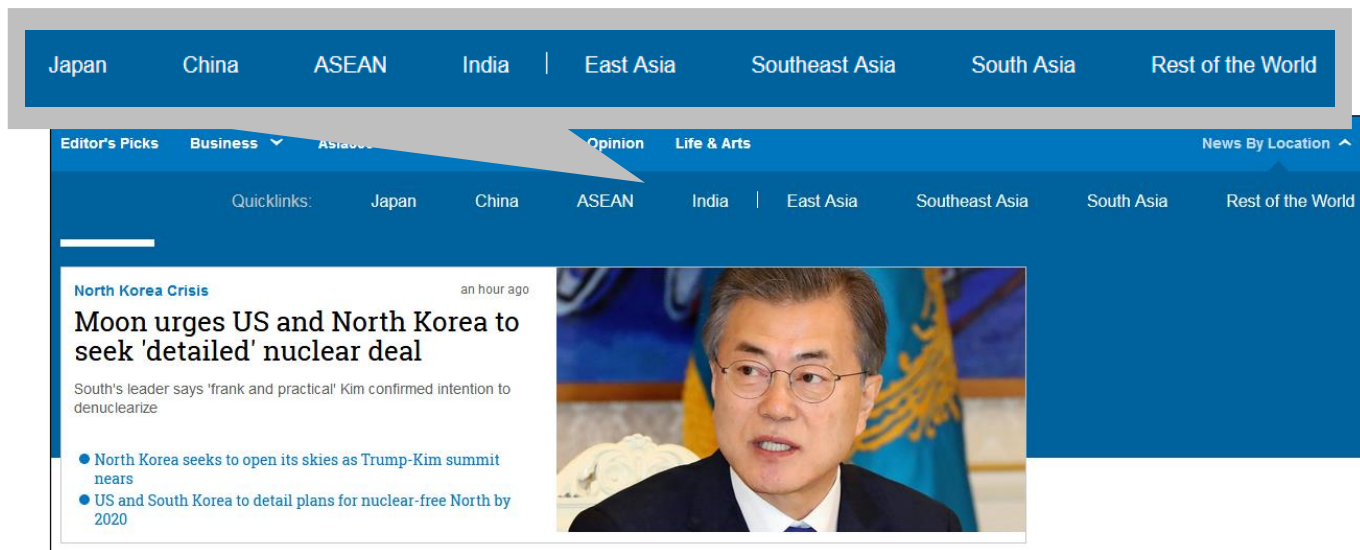 Japan China ASEAN India | East Asia Southeast Asia South Asia Rest of the World
Editor's Picks Business Opinion Life & Arts News By Location
Quicklinks: Japan China ASEAN India | East Asia Southeast Asia South Asia Rest of the World
North Korea Crisis an hour ago
Moon urges US and North Korea to
seek 'detailed' nuclear deal
South's leader says 'frank and practical' Kim confirmed intention to
denuclearize
● North Korea seeks to open its skies as Trump-Kim summit
nears
● US and South Korea to detail plans for nuclear-free North by
2020